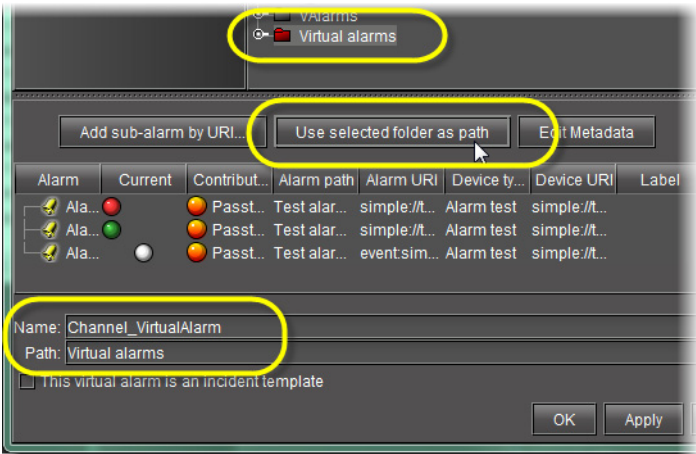 VAlarms
Virtual alarms
Add sub-alarm by URI...
Use selected folder as path
Edit Metadata
Alarm Current Contribut... Alarm path Alarm URI Device ty... Device URI Label
Ala... Passt... Test alar... simple://t... Alarm test simple://t...
Ala... Passt... Test alar... simple://t... Alarm test simple://t...
Ala... Passt... Test alar... event:sim... Alarm test simple://t...
Name: Channel_VirtualAlarm
Path: Virtual alarms
This virtual alarm is an incident template
OK Apply